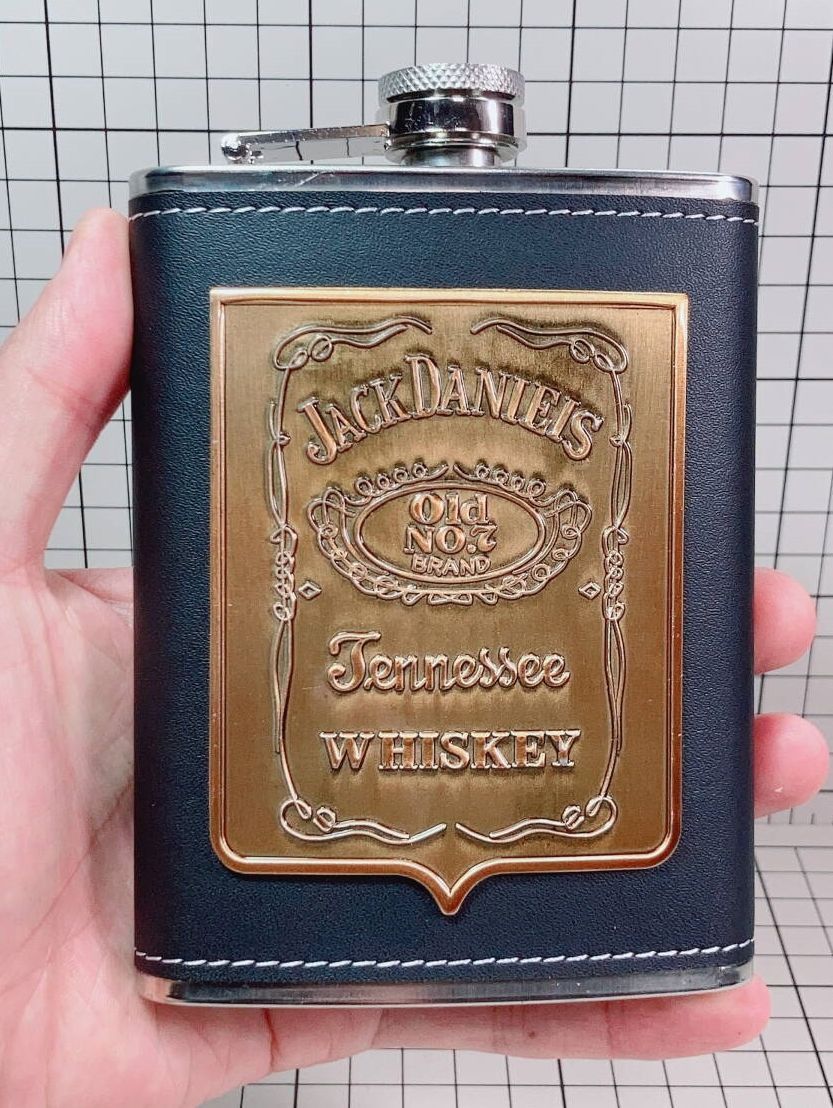 JACK DANIElS
Old
NO.7
BRAND
Tennessee
WHISKEY